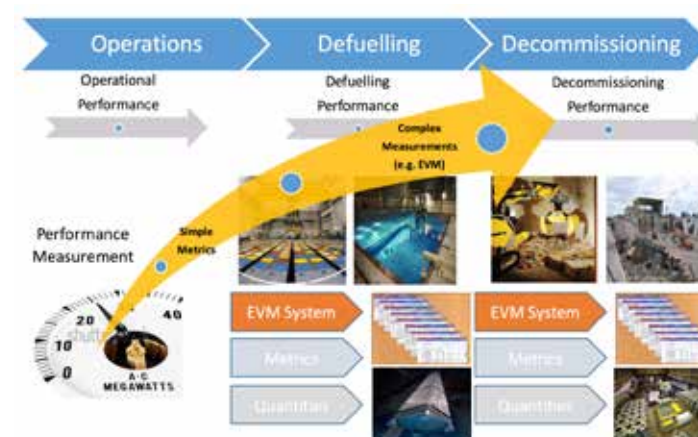 Operations
Defuelling
Decommissioning
Operational
Performance
Defuelling
Performance
Decommissioning
Performance
Complex
Measurements
(e.g. EVM)
Simple
Metrics
Performance
Measurement
0
10
20
40
A-C
MEGAWATTS
EVM System
Metrics
Quantities
EVM System
Metrics
Quantities